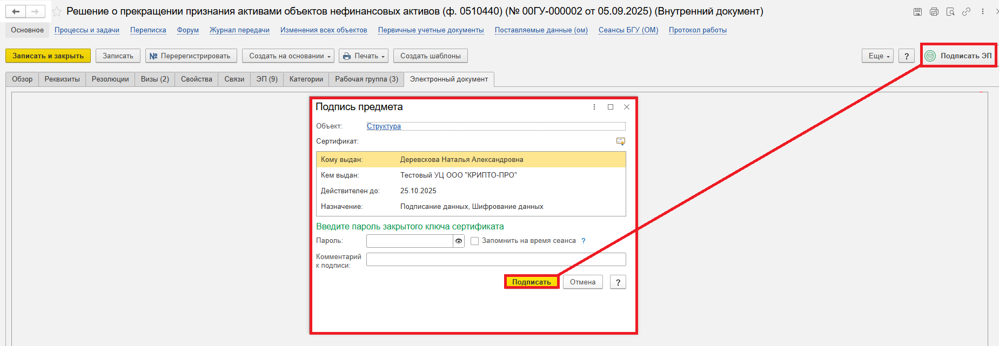 Решение о прекращении признания активами объектов нефинансовых активов (ф. 0510440) (№ 00ГУ-000002 от 05.09.2025) (Внутренний документ)
Основное Процессы и задачи Переписка Форум Журнал передачи Изменения всех объектов Первичные учетные документы Поставляемые данные (ом) Сеансы БГУ (ОМ) Протокол работы
Записать и закрыть Записать № Перерегистрировать Создать на основании Печать Создать шаблоны Еще ? Подписать ЭП
Обзор Реквизиты Резолюции Визы (2) Свойства Связи ЭП (9) Категории Рабочая группа (3) Электронный документ
Подпись предмета
Объект: Структура
Сертификат:
Кому выдан: Деревскова Наталья Александровна
Кем выдан: Тестовый УЦ ООО "КРИПТО-ПРО"
Действителен до: 25.10.2025
Назначение: Подписание данных, Шифрование данных
Введите пароль закрытого ключа сертификата
Пароль: Запомнить на время сеанса ?
Комментарий
к подписи:
Подписать Отмена ?